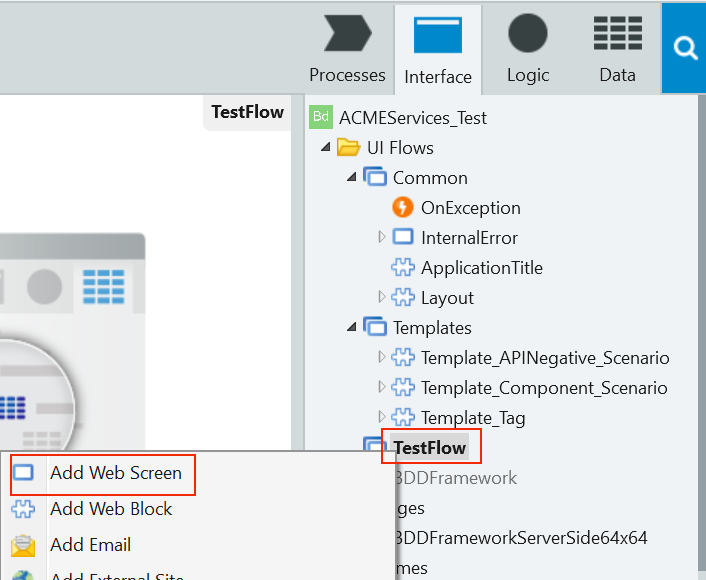 Processes
Interface
Logic
Data
TestFlow
Bd ACMEServices_Test
UI Flows
Common
OnException
InternalError
ApplicationTitle
Layout
Templates
Template_APINegative_Scenario
Template_Component_Scenario
Template_Tag
TestFlow
Add Web Screen
BDDFramework
Add Web Block
ges
BDDFrameworkServerSide64x64
Add Email
mes
Add External Site